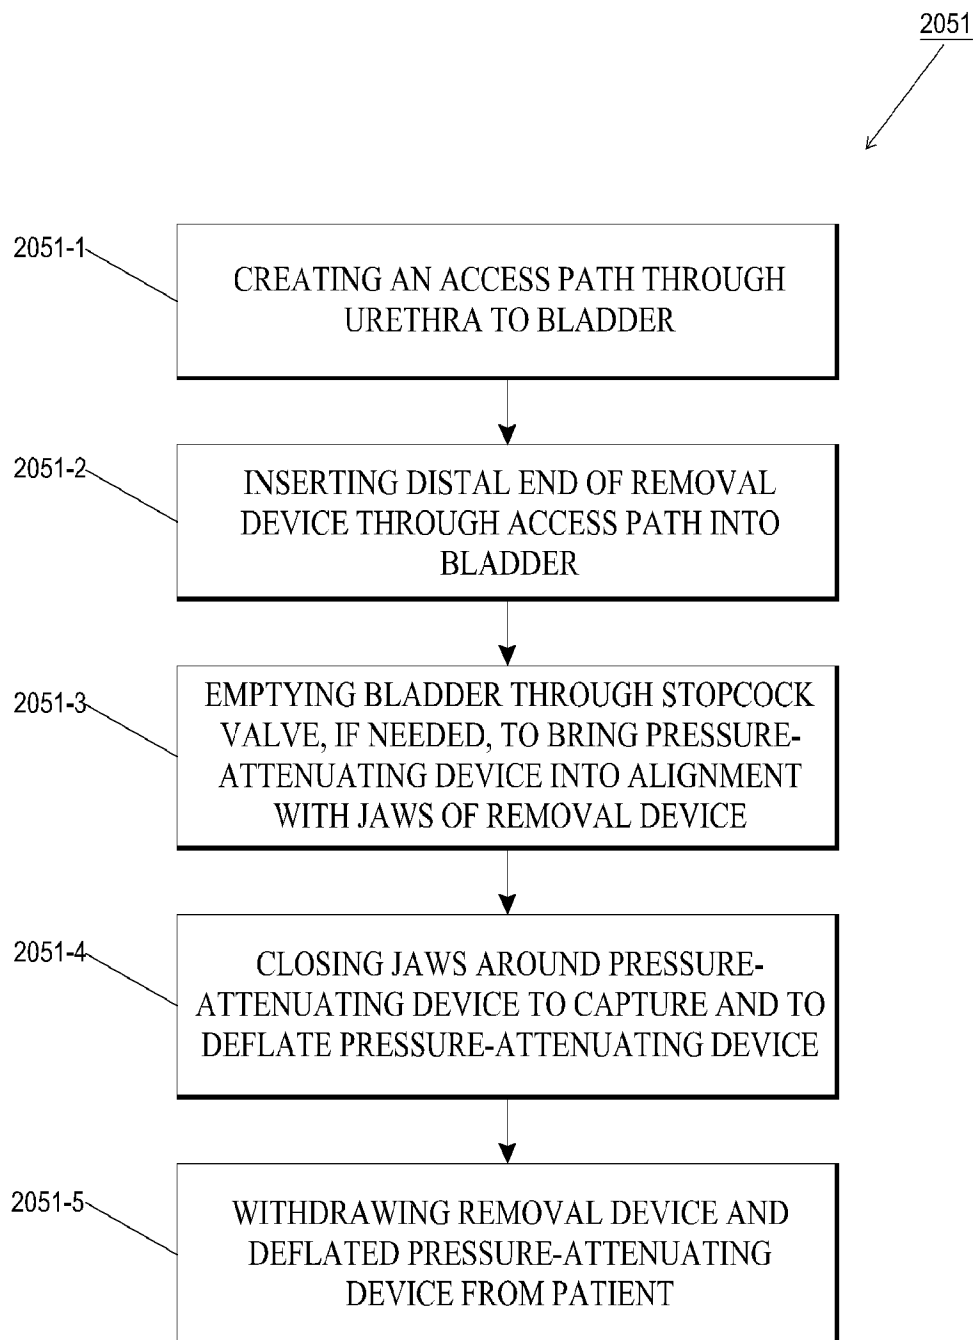 2051
2051-1
CREATING AN ACCESS PATH THROUGH
URETHRA TO BLADDER
2051-2
INSERTING DISTAL END OF REMOVAL
DEVICE THROUGH ACCESS PATH INTO
BLADDER
2051-3
EMPTYING BLADDER THROUGH STOPCOCK
VALVE, IF NEEDED, TO BRING PRESSURE-
ATTENUATING DEVICE INTO ALIGNMENT
WITH JAWS OF REMOVAL DEVICE
2051-4
CLOSING JAWS AROUND PRESSURE-
ATTENUATING DEVICE TO CAPTURE AND TO
DEFLATE PRESSURE-ATTENUATING DEVICE
2051-5
WITHDRAWING REMOVAL DEVICE AND
DEFLATED PRESSURE-ATTENUATING
DEVICE FROM PATIENT